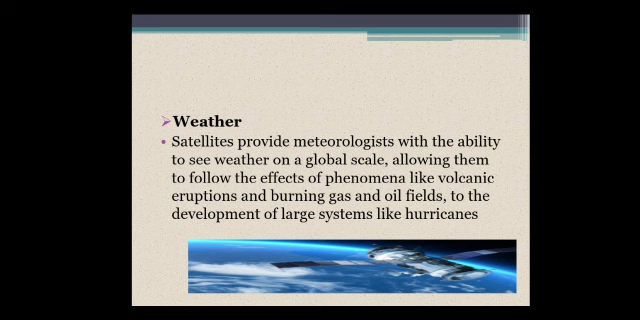 Weather
Satellites provide meteorologists with the ability
to see weather on a global scale, allowing them
to follow the effects of phenomena like volcanic
eruptions and burning gas and oil fields, to the
development of large systems like hurricanes